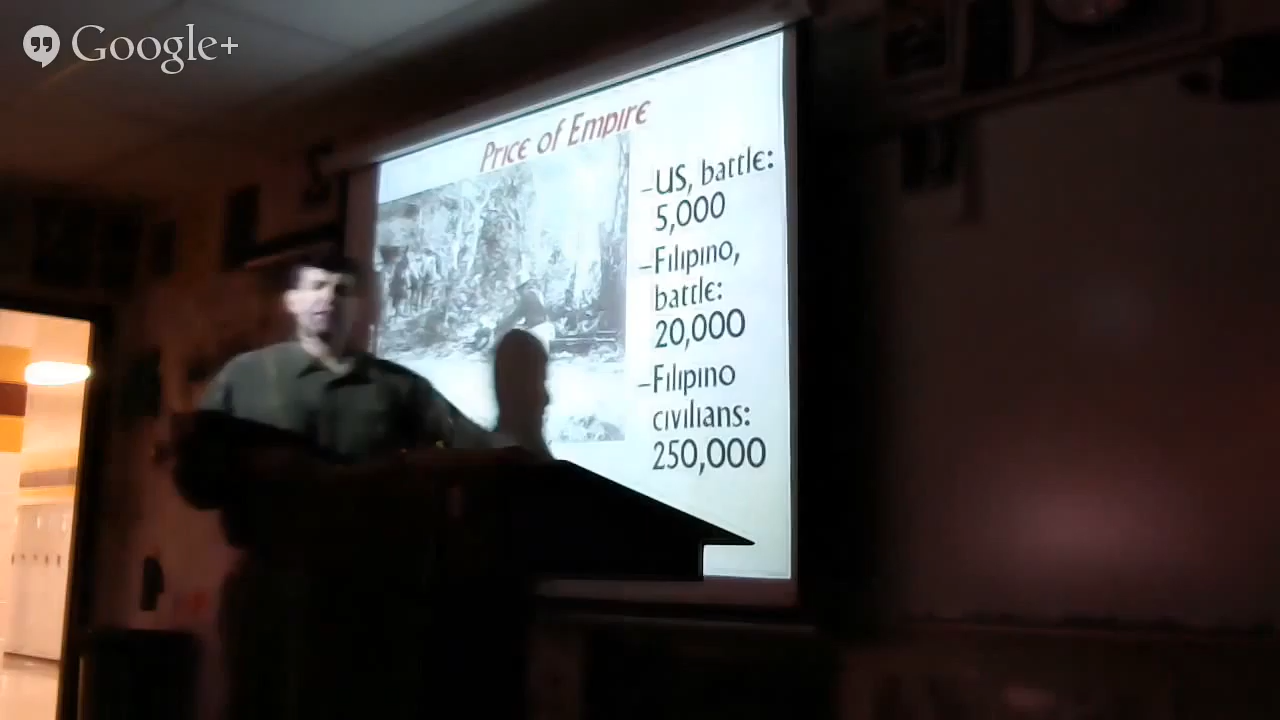 Google+
Price of Empire
–US, battle:
5,000
–Filipino,
battle:
20,000
–Filipino
civilians:
250,000